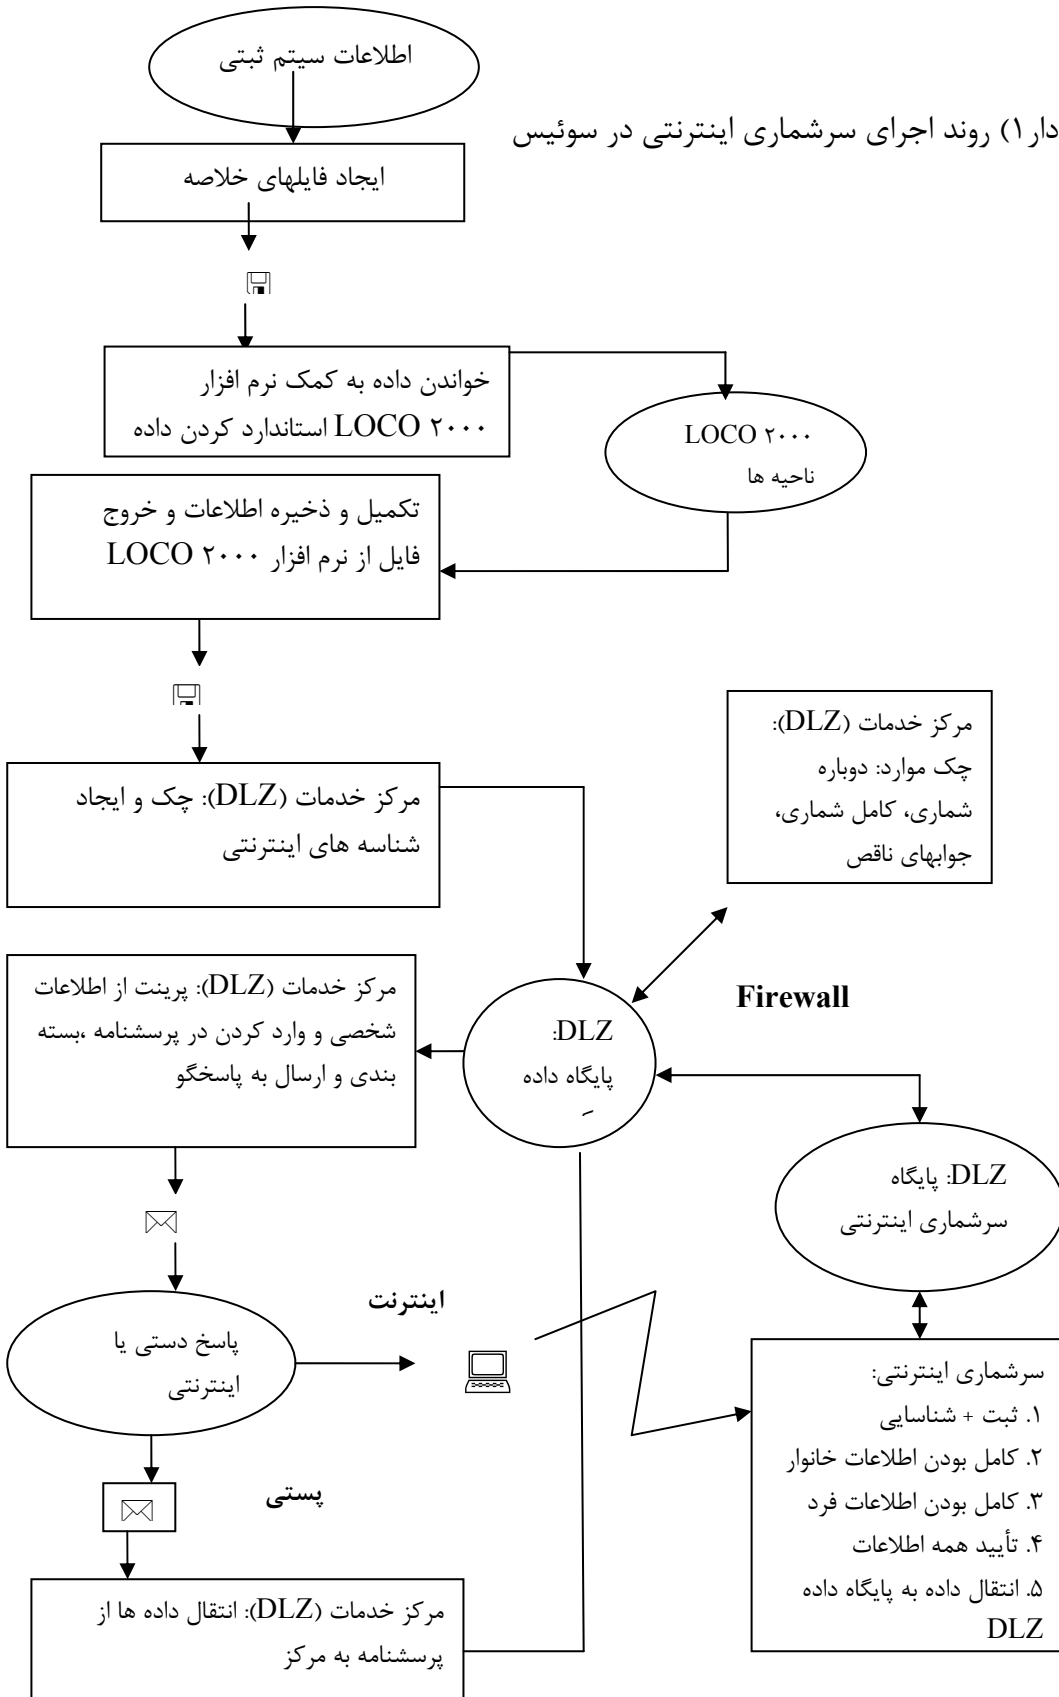 اطلاعات سیتم ثبتی
دار۱) روند اجرای سرشماری اینترنتی در سوئیس
ایجاد فایلهای خلاصه
خواندن داده به کمک نرم افزار
LOCO ۲۰۰۰ استاندارد کردن داده
LOCO ۲۰۰۰
ناحیه ها
تکمیل و ذخیره اطلاعات و خروج
فایل از نرم افزار LOCO ۲۰۰۰
مرکز خدمات (DLZ):
چک موارد: دوباره
شماری، کامل شماری،
جوابهای ناقص
مرکز خدمات (DLZ): چک و ایجاد
شناسه های اینترنتی
مرکز خدمات (DLZ): پرینت از اطلاعات
شخصی و وارد کردن در پرسشنامه ،بسته
بندی و ارسال به پاسخگو
Firewall
DLZ:
پایگاه داده
DLZ: پایگاه
سرشماری اینترنتی
اینترنت
پاسخ دستی یا
اینترنتی
پستی
سرشماری اینترنتی:
۱. ثبت + شناسایی
۲. کامل بودن اطلاعات خانوار
۳. کامل بودن اطلاعات فرد
۴. تأیید همه اطلاعات
۵. انتقال داده به پایگاه داده
DLZ
مرکز خدمات (DLZ): انتقال داده ها از
پرسشنامه به مرکز